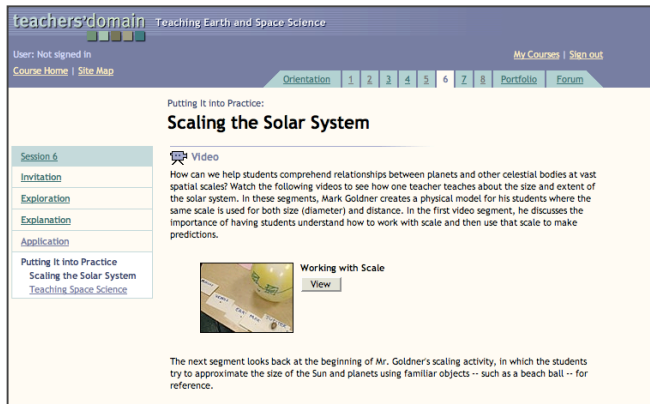 teachers'domain Teaching Earth and Space Science
User: Not signed in
My Courses | Sign out
Course Home | Site Map
Orientation 1 2 3 4 5 6 7 8 Portfolio Forum
Putting It into Practice:
Scaling the Solar System
Session 6
Invitation
Exploration
Explanation
Application
Putting It into Practice
Scaling the Solar System
Teaching Space Science
Video
How can we help students comprehend relationships between planets and other celestial bodies at vast
spatial scales? Watch the following videos to see how one teacher teaches about the size and extent of
the solar system. In these segments, Mark Goldner creates a physical model for his students where the
same scale is used for both size (diameter) and distance. In the first video segment, he discusses the
importance of having students understand how to work with scale and then use that scale to make
predictions.
Working with Scale
View
The next segment looks back at the beginning of Mr. Goldner's scaling activity, in which the students
try to approximate the size of the Sun and planets using familiar objects -- such as a beach ball -- for
reference.